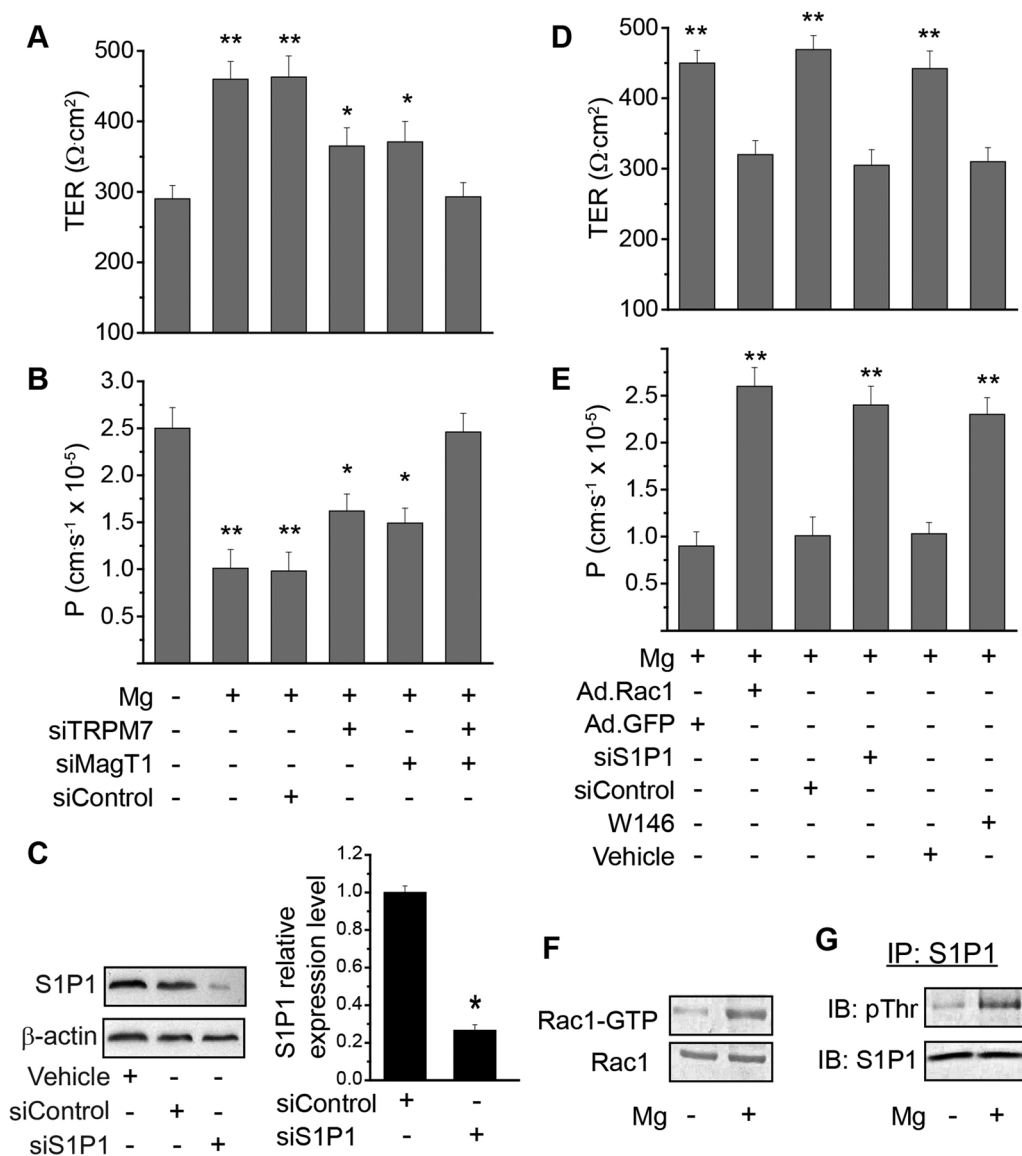 A
TER (Ω·cm²)
500
400
300
200
100
** ** * *
B
P (cm·s⁻¹ x 10⁻⁵)
3.0
2.5
2.0
1.5
1.0
0.5
** ** * *
Mg - + + + + +
siTRPM7 - - - + - +
siMagT1 - - - - + +
siControl - - + - - -
C
S1P1
β-actin
Vehicle + - -
siControl - + -
siS1P1 - - +
S1P1 relative
expression level
1.2
1.0
0.8
0.6
0.4
0.2
0.0
*
siControl + -
siS1P1 - +
D
TER (Ω·cm²)
500
400
300
200
100
** ** **
E
P (cm·s⁻¹ x 10⁻⁵)
2.5
2.0
1.5
1.0
0.5
** ** **
Mg + + + + + +
Ad.Rac1 - + - - - -
Ad.GFP + - - - - -
siS1P1 - - - + - -
siControl - - + - - -
W146 - - - - - +
Vehicle - - - - + -
F
Rac1-GTP
Rac1
Mg - +
G
IP: S1P1
IB: pThr
IB: S1P1
Mg - +